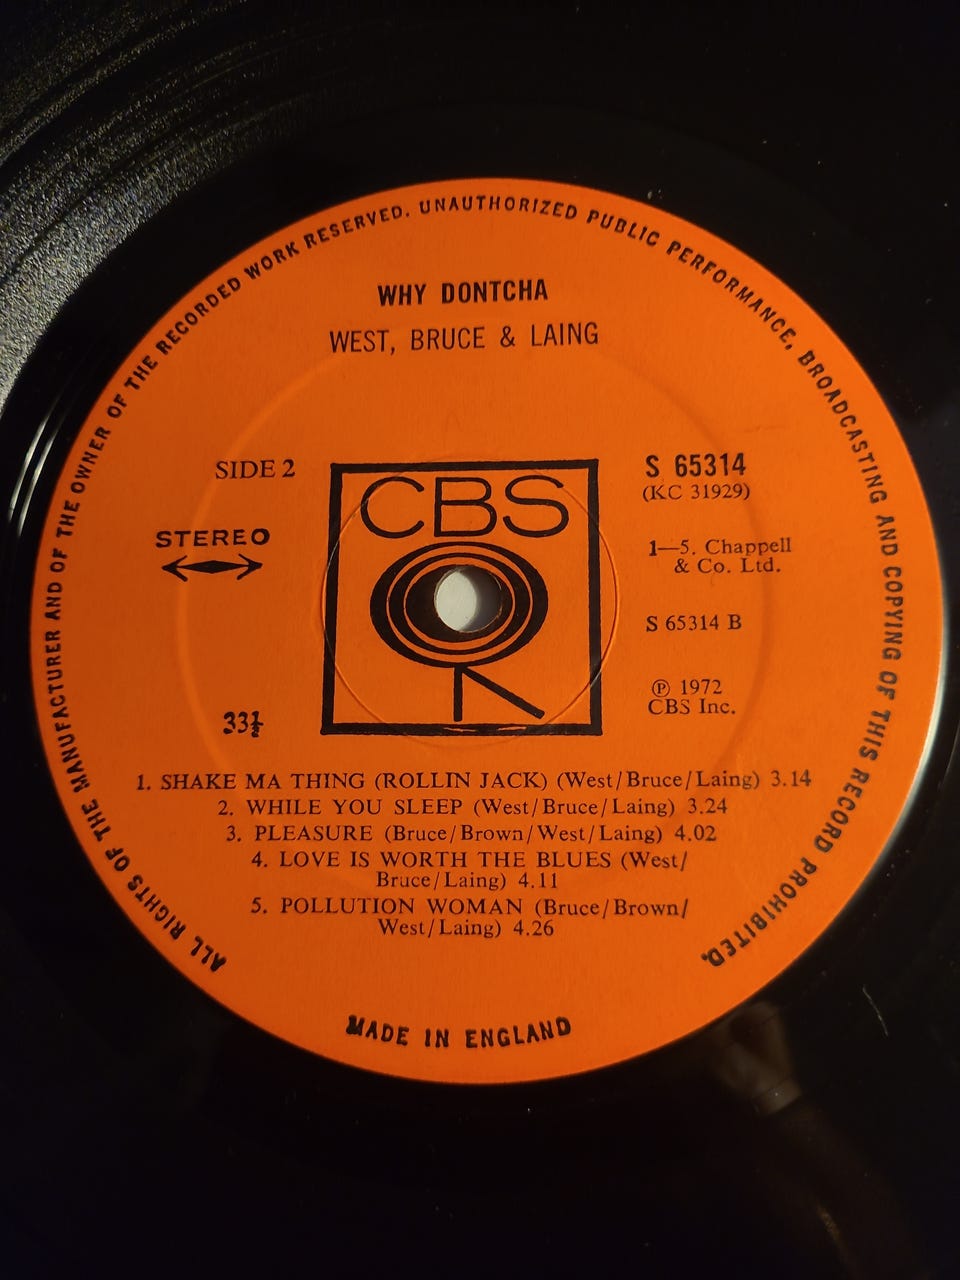 ALL RIGHTS OF THE MANUFACTURER AND OF THE OWNER OF THE RECORDED WORK RESERVED. UNAUTHORIZED PUBLIC PERFORMANCE, BROADCASTING AND COPYING OF THIS RECORD PROHIBITED.
WHY DONTCHA
WEST, BRUCE & LAING
SIDE 2
STEREO
33½
CBS
S 65314
(KC 31929)
1—5. Chappell
& Co. Ltd.
S 65314 B
℗ 1972
CBS Inc.
1. SHAKE MA THING (ROLLIN JACK) (West/Bruce/Laing) 3.14
2. WHILE YOU SLEEP (West/Bruce/Laing) 3.24
3. PLEASURE (Bruce/Brown/West/Laing) 4.02
4. LOVE IS WORTH THE BLUES (West/
Bruce/Laing) 4.11
5. POLLUTION WOMAN (Bruce/Brown/
West/Laing) 4.26
MADE IN ENGLAND